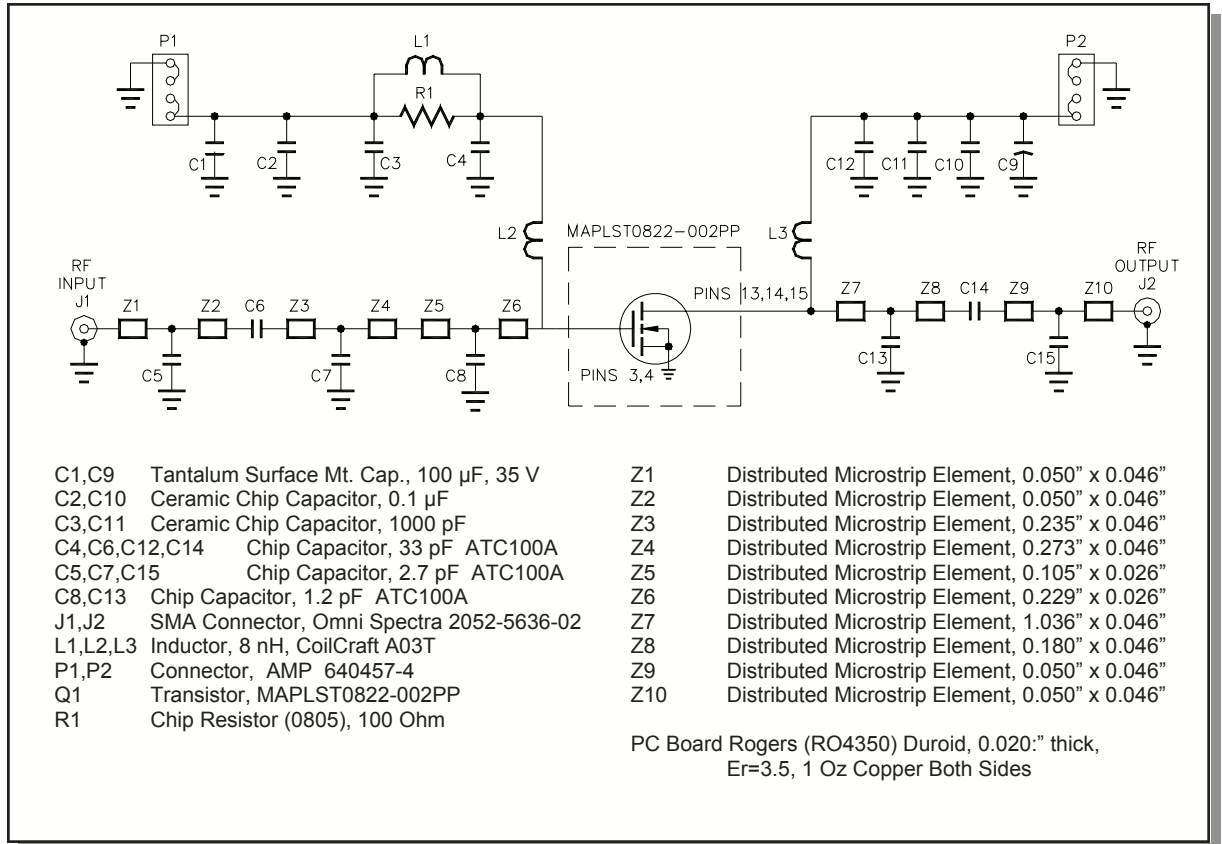 P1
L1
P2
R1
C1
C2
C3
C4
C12
C11
C10
C9
L2
MAPLST0822-002PP
L3
RF
INPUT
J1
Z1
Z2
C6
Z3
Z4
Z5
Z6
PINS 13,14,15
Z7
Z8
C14
Z9
Z10
RF
OUTPUT
J2
C5
C7
C8
PINS 3,4
C13
C15
C1,C9 Tantalum Surface Mt. Cap., 100 µF, 35 V
C2,C10 Ceramic Chip Capacitor, 0.1 µF
C3,C11 Ceramic Chip Capacitor, 1000 pF
C4,C6,C12,C14 Chip Capacitor, 33 pF ATC100A
C5,C7,C15 Chip Capacitor, 2.7 pF ATC100A
C8,C13 Chip Capacitor, 1.2 pF ATC100A
J1,J2 SMA Connector, Omni Spectra 2052-5636-02
L1,L2,L3 Inductor, 8 nH, CoilCraft A03T
P1,P2 Connector, AMP 640457-4
Q1 Transistor, MAPLST0822-002PP
R1 Chip Resistor (0805), 100 Ohm
Z1 Distributed Microstrip Element, 0.050” x 0.046”
Z2 Distributed Microstrip Element, 0.050” x 0.046”
Z3 Distributed Microstrip Element, 0.235” x 0.046”
Z4 Distributed Microstrip Element, 0.273” x 0.046”
Z5 Distributed Microstrip Element, 0.105” x 0.026”
Z6 Distributed Microstrip Element, 0.229” x 0.026”
Z7 Distributed Microstrip Element, 1.036” x 0.046”
Z8 Distributed Microstrip Element, 0.180” x 0.046”
Z9 Distributed Microstrip Element, 0.050” x 0.046”
Z10 Distributed Microstrip Element, 0.050” x 0.046”
PC Board Rogers (RO4350) Duroid, 0.020:” thick,
Er=3.5, 1 Oz Copper Both Sides